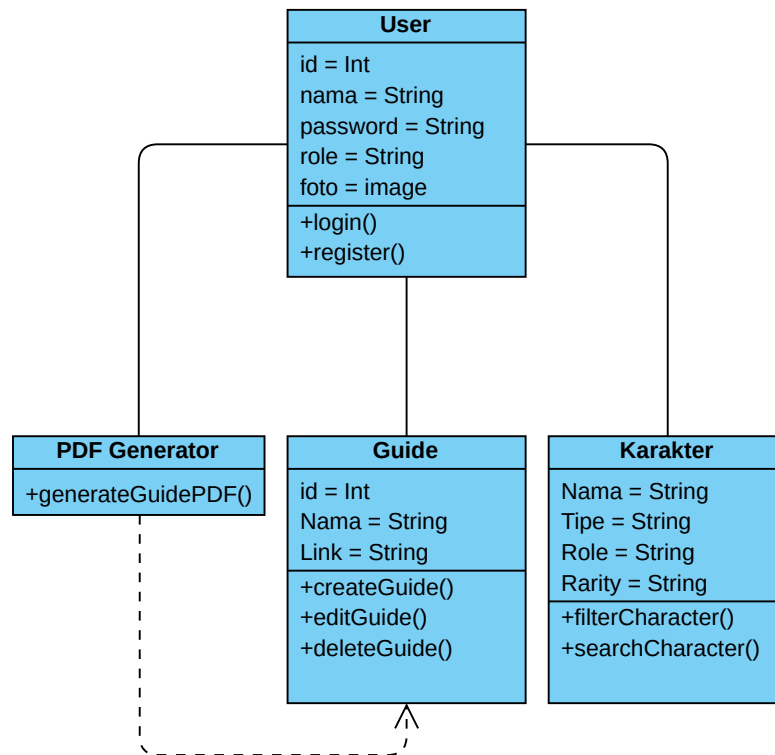 User
id = Int
nama = String
password = String
role = String
foto = image
+login()
+register()
PDF Generator
+generateGuidePDF()
Guide
id = Int
Nama = String
Link = String
+createGuide()
+editGuide()
+deleteGuide()
Karakter
Nama = String
Tipe = String
Role = String
Rarity = String
+filterCharacter()
+searchCharacter()